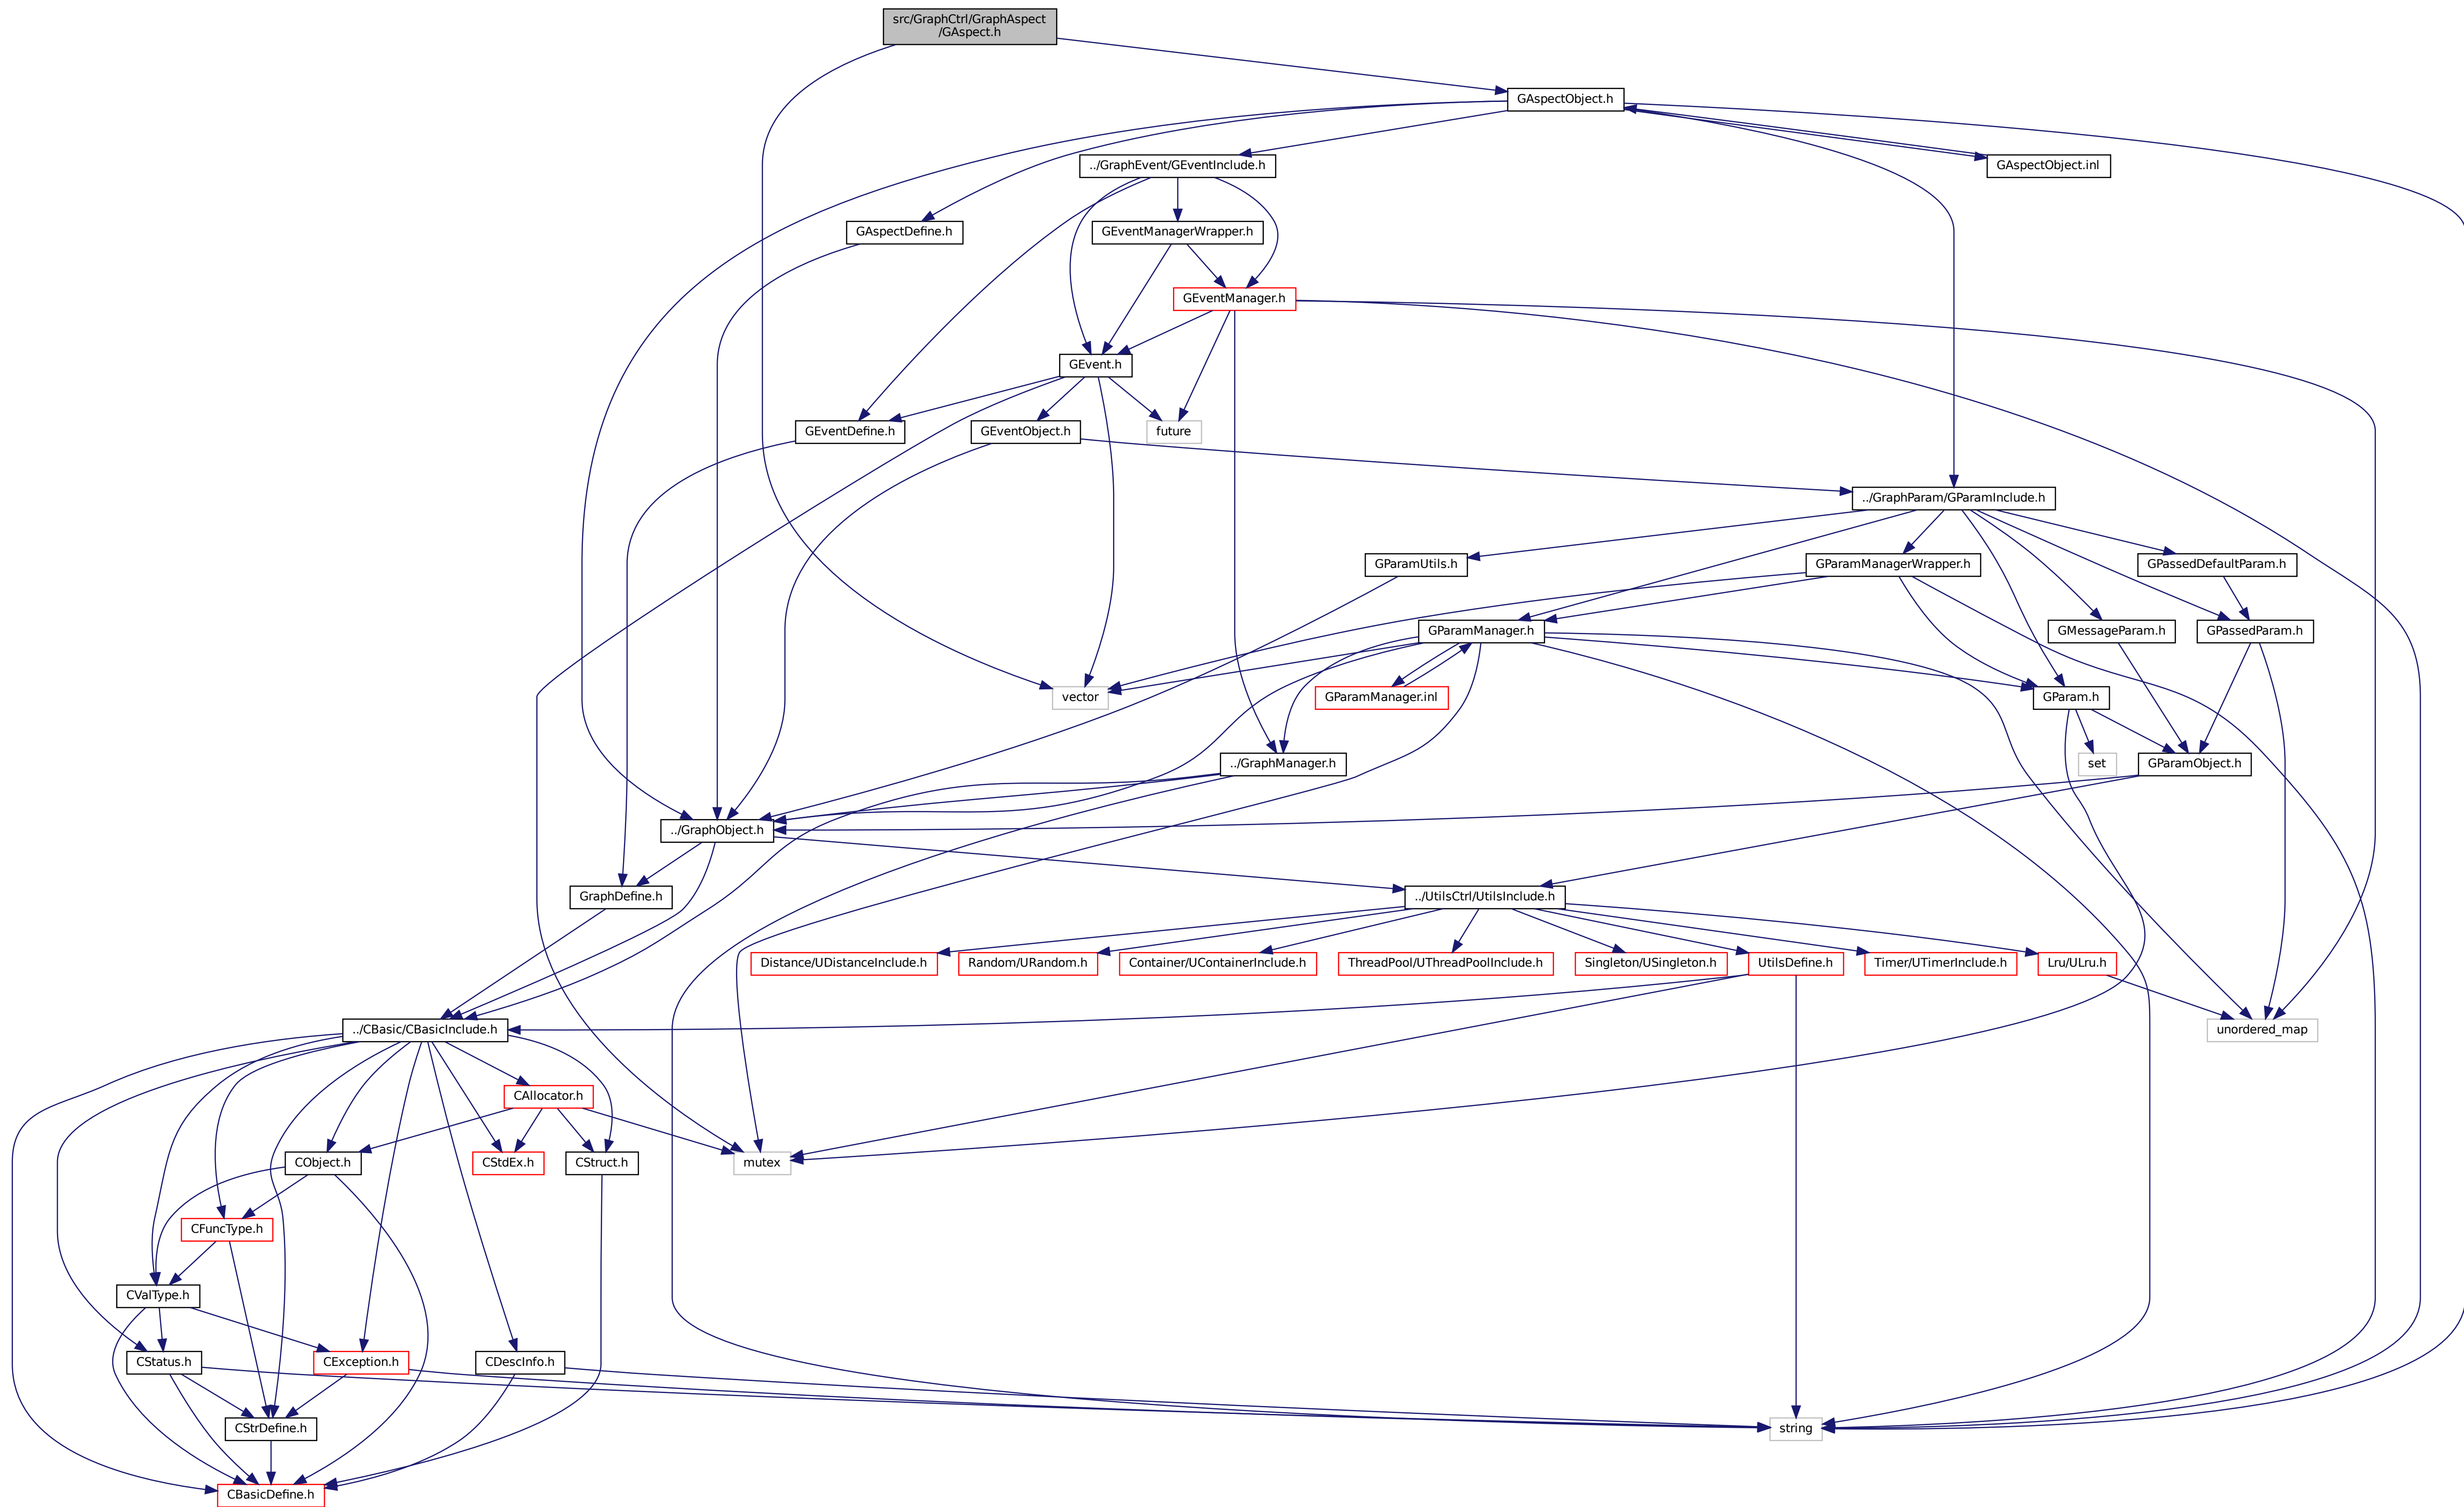 src/GraphCtrl/GraphAspect
/GAspect.h
GAspectObject.h
../GraphEvent/GEventInclude.h
GAspectObject.inl
GAspectDefine.h
GEventManagerWrapper.h
GEventManager.h
GEvent.h
GEventDefine.h
GEventObject.h
future
../GraphParam/GParamInclude.h
GParamUtils.h
GParamManagerWrapper.h
GPassedDefaultParam.h
GParamManager.h
GMessageParam.h
GPassedParam.h
vector
GParamManager.inl
GParam.h
../GraphManager.h
set
GParamObject.h
../GraphObject.h
GraphDefine.h
../UtilsCtrl/UtilsInclude.h
Distance/UDistanceInclude.h
Random/URandom.h
Container/UContainerInclude.h
ThreadPool/UThreadPoolInclude.h
Singleton/USingleton.h
UtilsDefine.h
Timer/UTimerInclude.h
Lru/ULru.h
../CBasic/CBasicInclude.h
unordered_map
CAllocator.h
CObject.h
CStdEx.h
CStruct.h
mutex
CFuncType.h
CValType.h
CStatus.h
CException.h
CDescInfo.h
CStrDefine.h
string
CBasicDefine.h